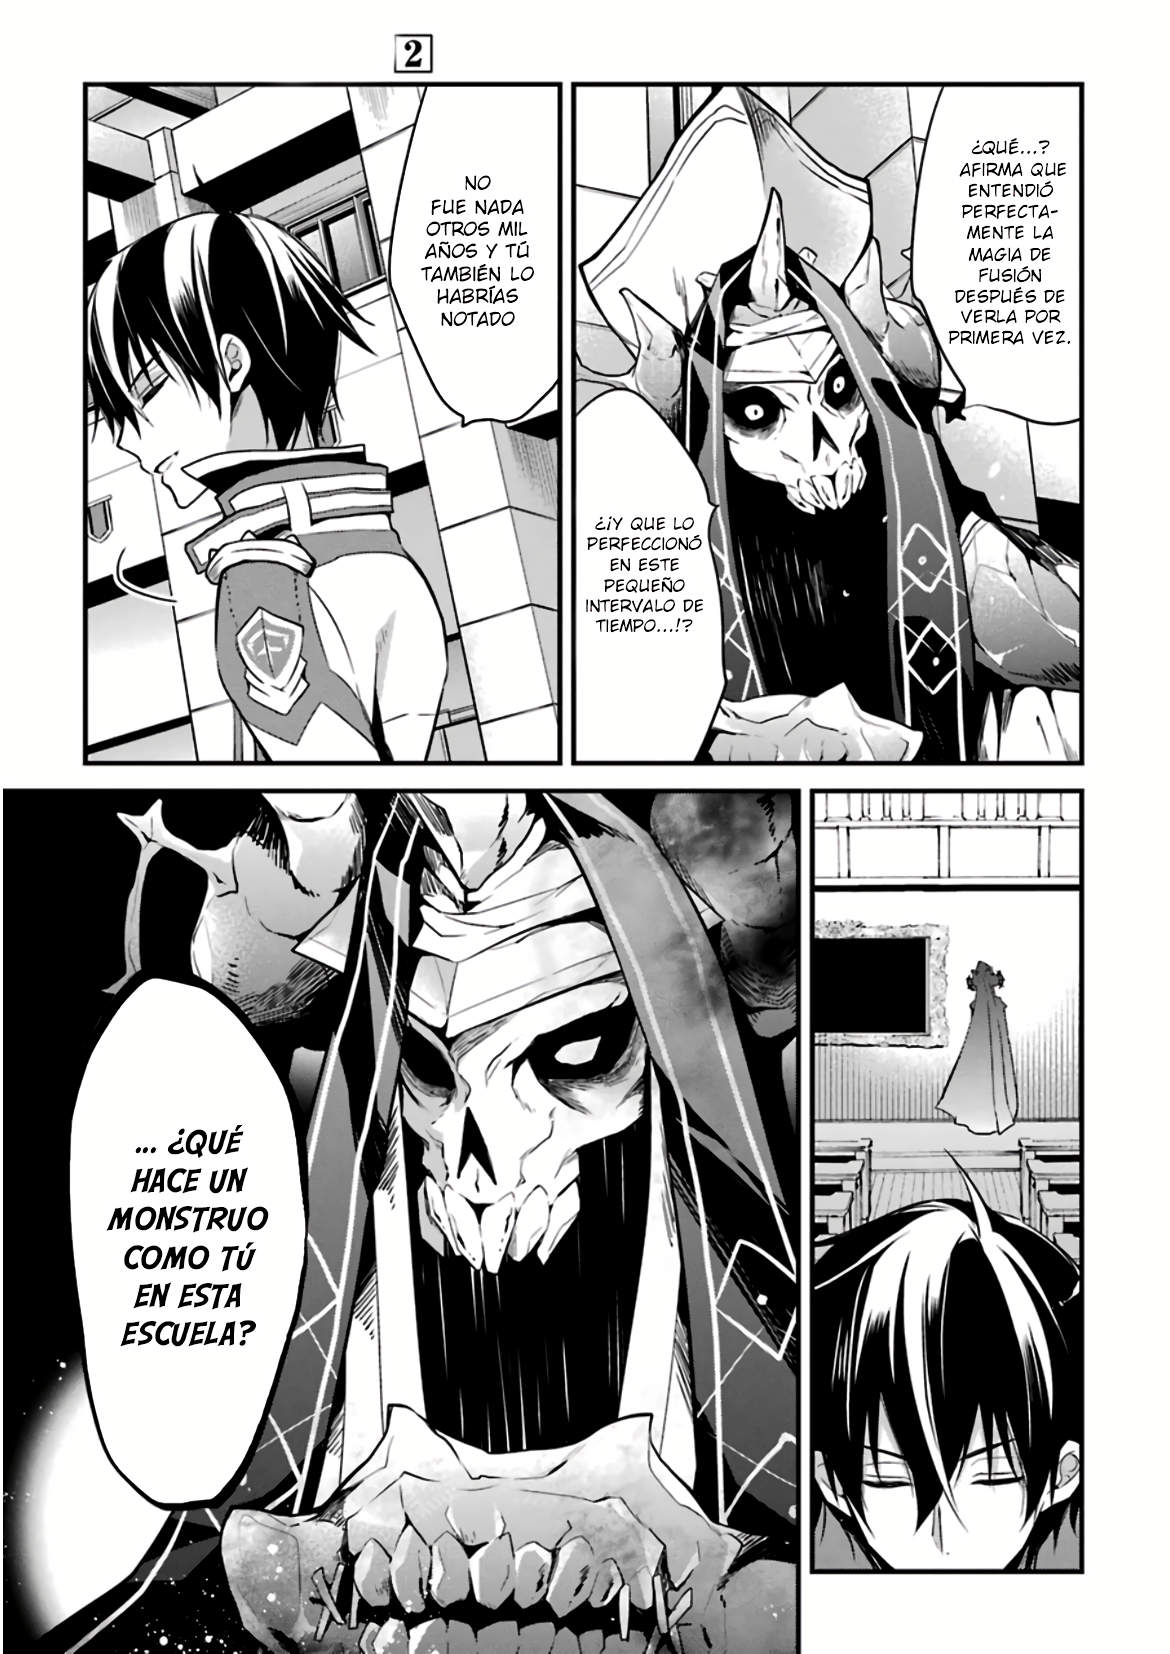 2
¿QUÉ...?
AFIRMA QUE
ENTENDIÓ
PERFECTA-
MENTE LA
MAGIA DE
FUSIÓN
DESPUÉS DE
VERLA POR
PRIMERA VEZ.
¿¡Y QUE LO
PERFECCIONÓ
EN ESTE
PEQUEÑO
INTERVALO DE
TIEMPO...!?
NO
FUE NADA
OTROS MIL
AÑOS Y TÚ
TAMBIÉN LO
HABRÍAS
NOTADO
... ¿QUÉ
HACE UN
MONSTRUO
COMO TÚ
EN ESTA
ESCUELA?